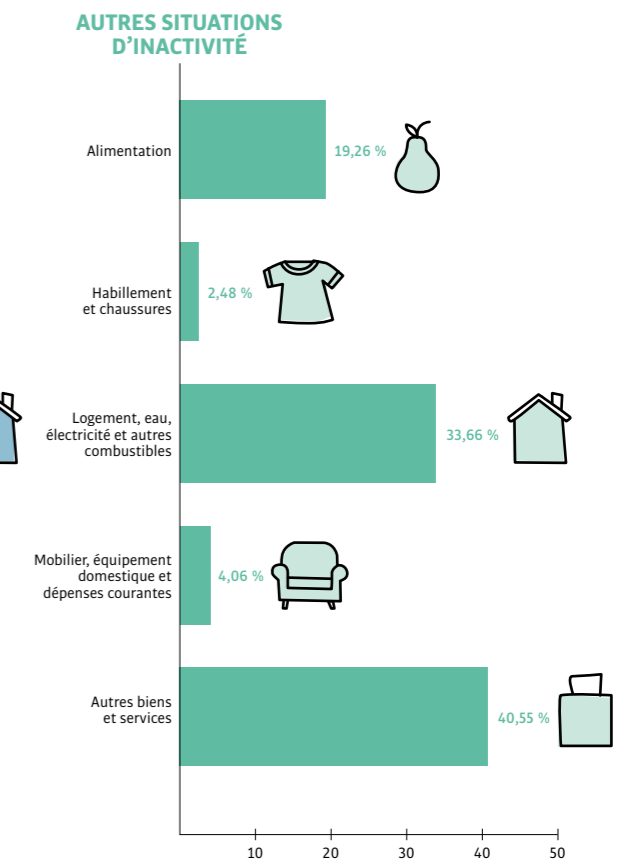 AUTRES SITUATIONS
D’INACTIVITÉ
Alimentation
19,26 %
Habillement
et chaussures
2,48 %
Logement, eau,
électricité et autres
combustibles
33,66 %
Mobilier, équipement
domestique et
dépenses courantes
4,06 %
Autres biens
et services
40,55 %
10 20 30 40 50